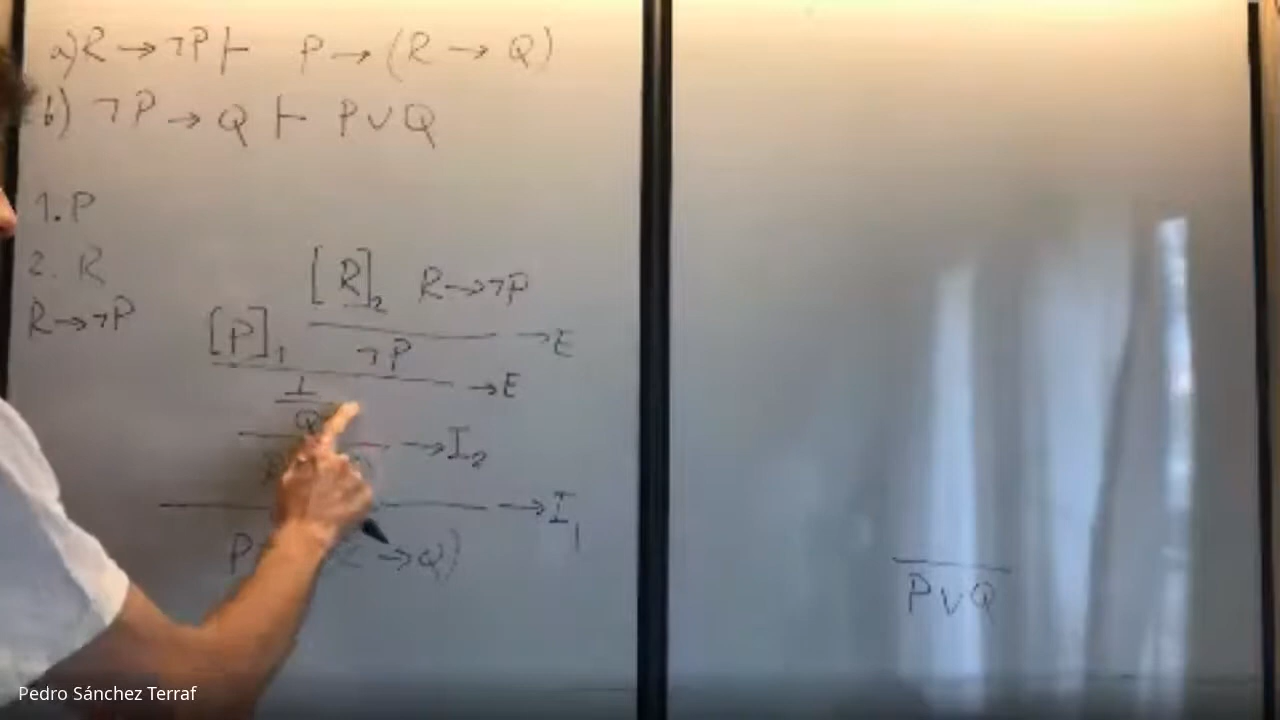 a) R → ¬P ⊢ P → (R → Q)
b) ¬P → Q ⊢ P ∨ Q
1. P
2. R
R → ¬P
[R]₂ R → ¬P
→E
[P]₁ ¬P
→E
⊥
Q
→I₂
→I₁
P → Q)
P ∨ Q
Pedro Sánchez Terraf